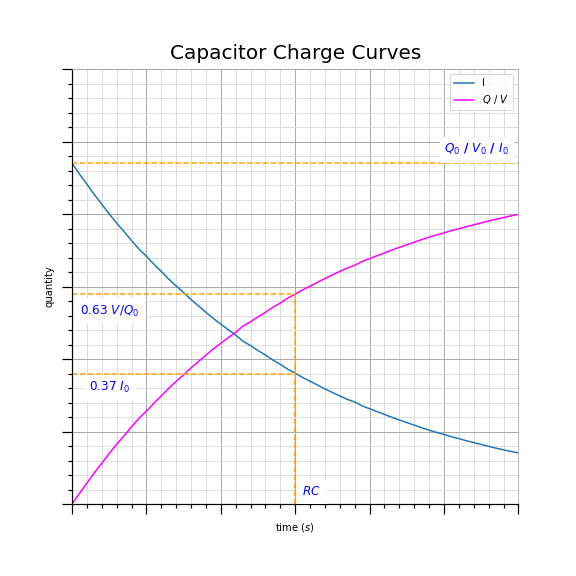 Capacitor Charge Curves
I
Q / V
Q₀ / V₀ / I₀
quantity
0.63 V/Q₀
0.37 I₀
RC
time (s)